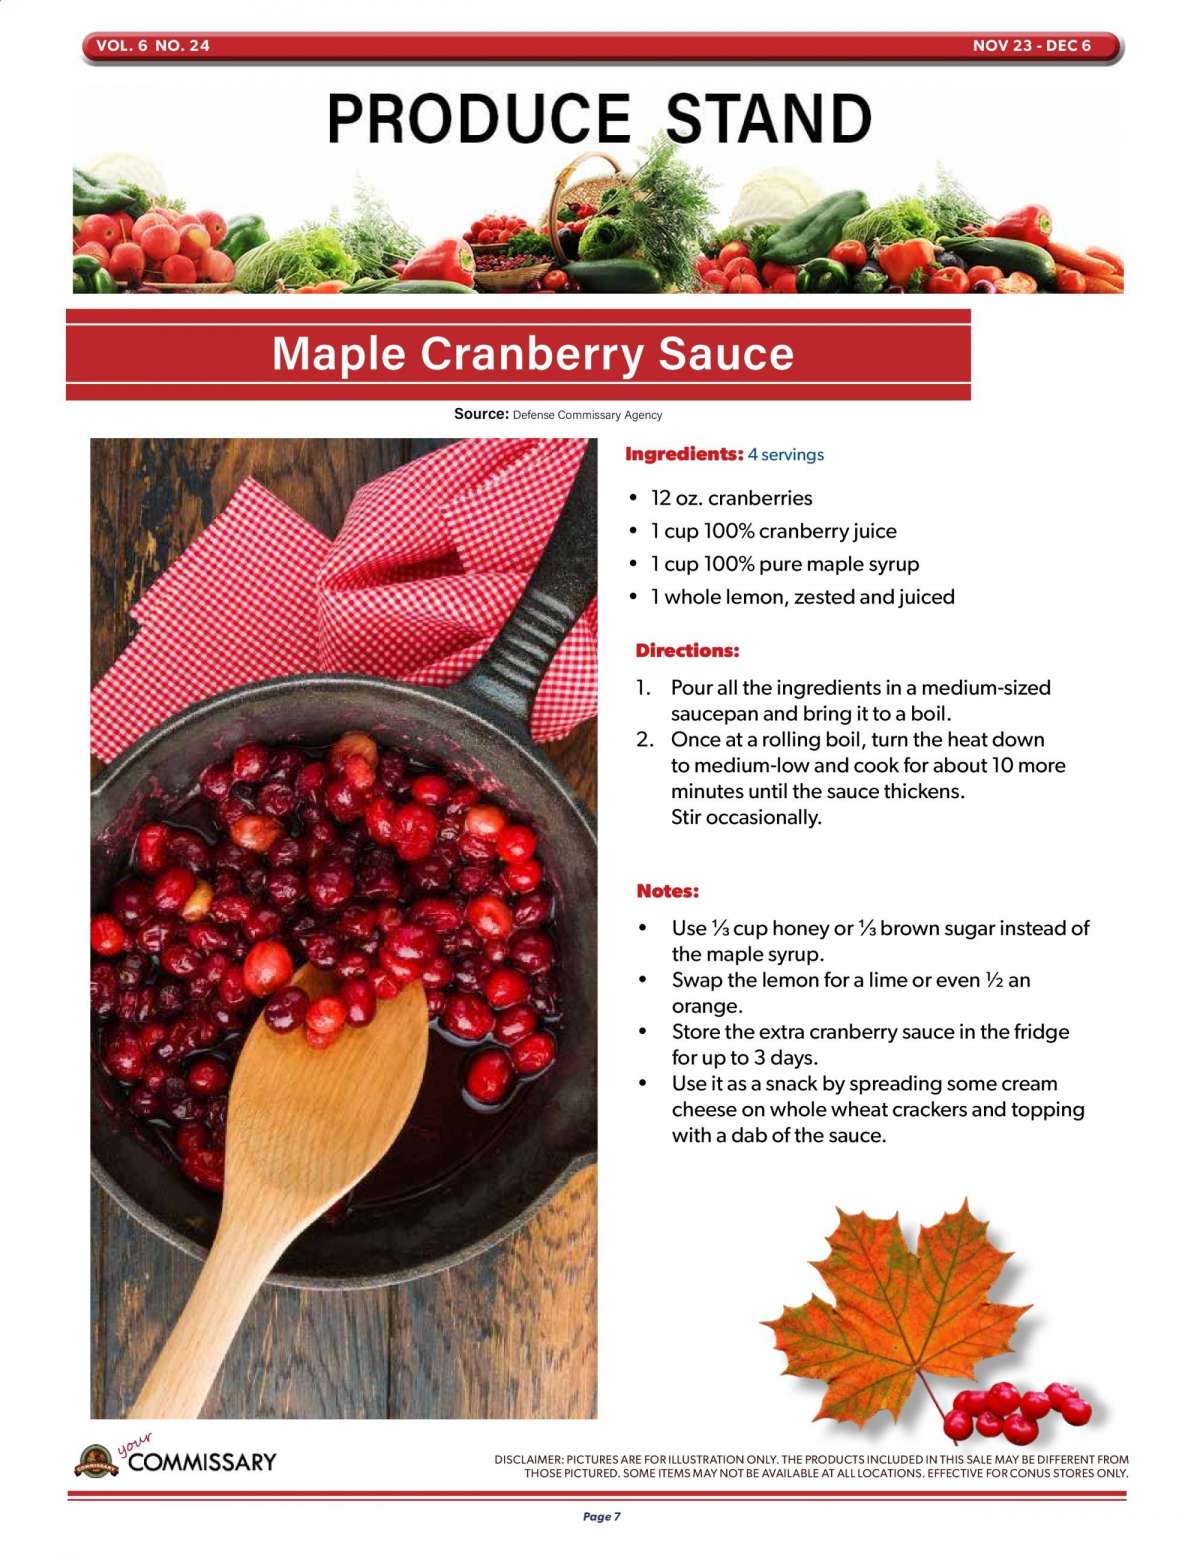 VOL. 6 NO. 24
NOV 23 - DEC 6
PRODUCE STAND
Maple Cranberry Sauce
Source: Defense Commissary Agency
Ingredients: 4 servings
• 12 oz. cranberries
• 1 cup 100% cranberry juice
• 1 cup 100% pure maple syrup
• 1 whole lemon, zested and juiced
Directions:
1. Pour all the ingredients in a medium-sized
saucepan and bring it to a boil.
2. Once at a rolling boil, turn the heat down
to medium-low and cook for about 10 more
minutes until the sauce thickens.
Stir occasionally.
Notes:
• Use ⅓ cup honey or ⅓ brown sugar instead of
the maple syrup.
• Swap the lemon for a lime or even ½ an
orange.
• Store the extra cranberry sauce in the fridge
for up to 3 days.
• Use it as a snack by spreading some cream
cheese on whole wheat crackers and topping
with a dab of the sauce.
COMMISSARY
your
COMMISSARY
DISCLAIMER: PICTURES ARE FOR ILLUSTRATION ONLY. THE PRODUCTS INCLUDED IN THIS SALE MAY BE DIFFERENT FROM
THOSE PICTURED. SOME ITEMS MAY NOT BE AVAILABLE AT ALL LOCATIONS. EFFECTIVE FOR CONUS STORES ONLY.
Page 7